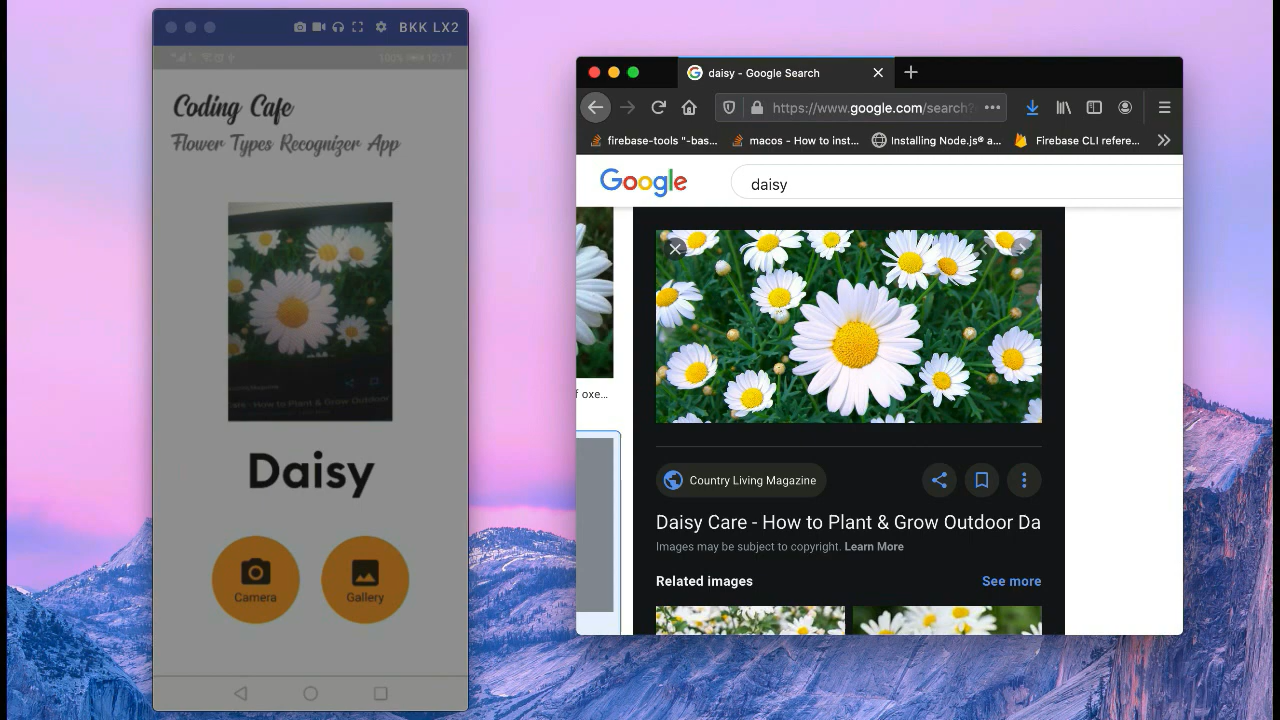 BKK LX2
100% 12:17
Coding Cafe
Flower Types Recognizer App
Daisy
Camera
Gallery
daisy - Google Search
https://www.google.com/search?
firebase-tools "-bas...
macos - How to inst...
Installing Node.js® a...
Firebase CLI refere...
Google
daisy
f oxe...
Country Living Magazine
Daisy Care - How to Plant & Grow Outdoor Da
Images may be subject to copyright. Learn More
Related images
See more